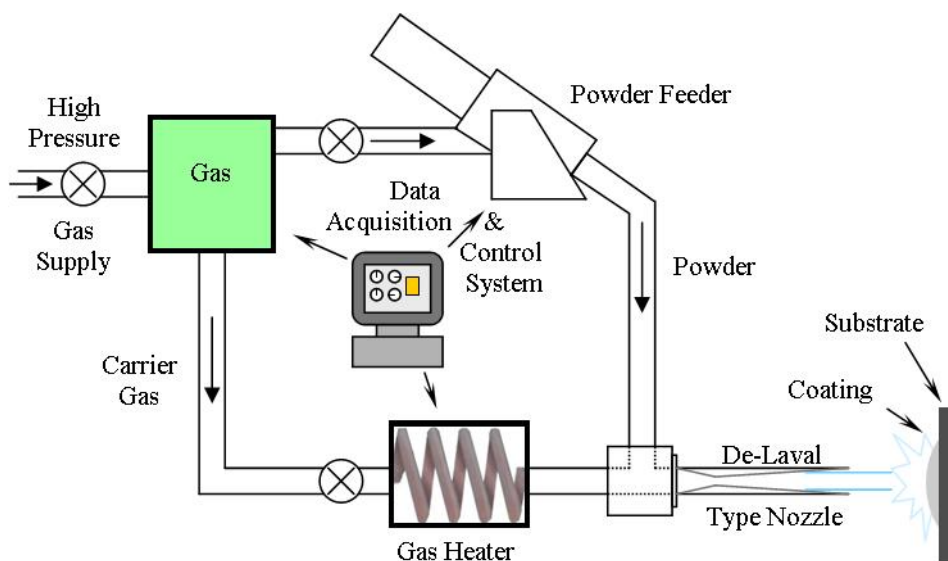 High
Pressure
Gas
Supply
Gas
Powder Feeder
Data
Acquisition &
Control
System
Powder
Carrier
Gas
Gas Heater
Substrate
Coating
De-Laval
Type Nozzle